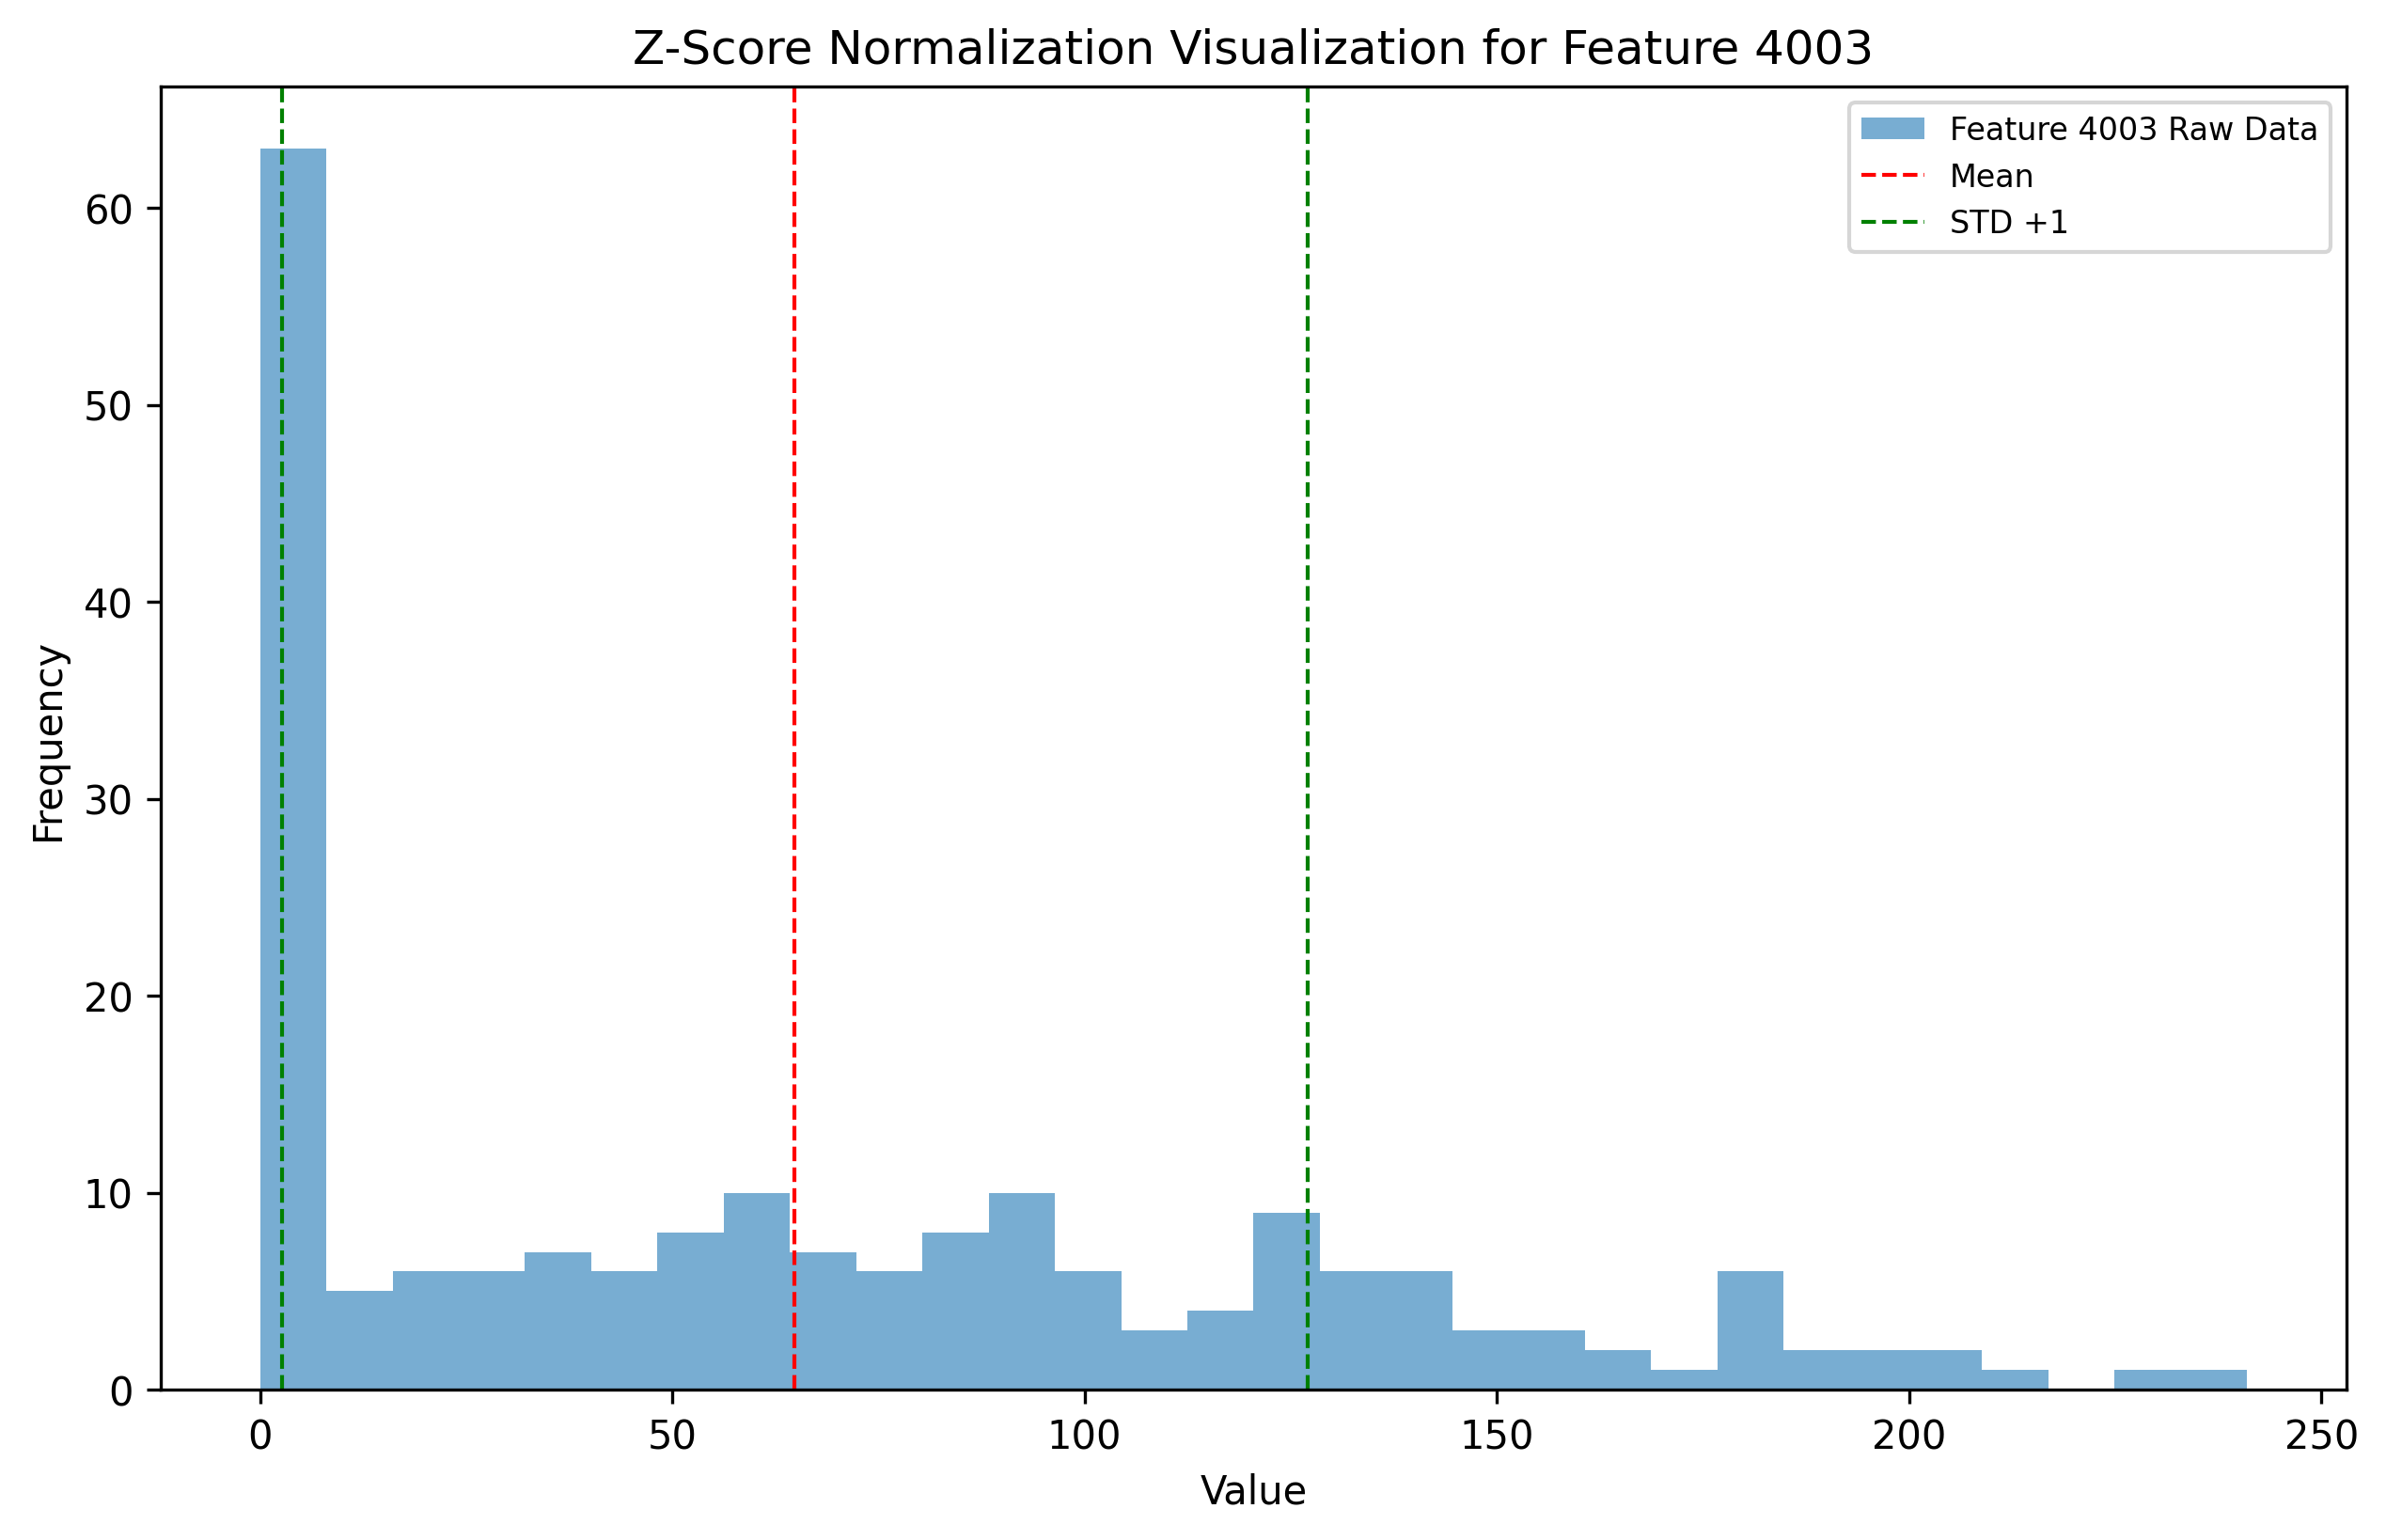 Z-Score Normalization Visualization for Feature 4003
Feature 4003 Raw Data
Mean
STD +1
Frequency
60
50
40
30
20
10
0
0 50 100 150 200 250
Value